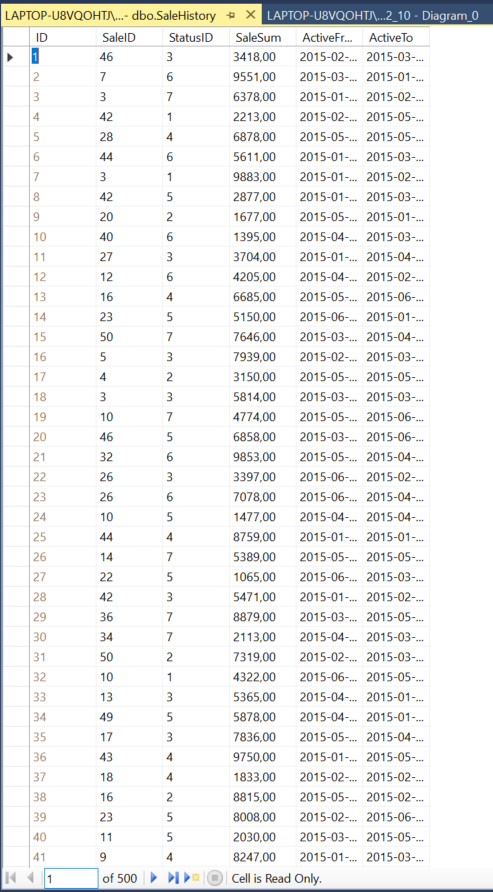 LAPTOP-U8VQOHTJ\...- dbo.SaleHistory LAPTOP-U8VQOHTJ\...2_10 - Diagram_0
ID SaleID StatusID SaleSum ActiveFr... ActiveTo
1 46 3 3418,00 2015-02-... 2015-03-...
2 7 6 9551,00 2015-03-... 2015-01-...
3 3 7 6378,00 2015-01-... 2015-02-...
4 42 1 2213,00 2015-02-... 2015-05-...
5 28 4 6878,00 2015-05-... 2015-05-...
6 44 6 5611,00 2015-01-... 2015-03-...
7 3 1 9883,00 2015-01-... 2015-02-...
8 42 5 2877,00 2015-01-... 2015-03-...
9 20 2 1677,00 2015-05-... 2015-01-...
10 40 6 1395,00 2015-04-... 2015-03-...
11 27 3 3704,00 2015-01-... 2015-04-...
12 12 6 4205,00 2015-04-... 2015-02-...
13 16 4 6685,00 2015-05-... 2015-06-...
14 23 5 5150,00 2015-06-... 2015-01-...
15 50 7 7646,00 2015-03-... 2015-04-...
16 5 3 7939,00 2015-02-... 2015-03-...
17 4 2 3150,00 2015-05-... 2015-05-...
18 3 3 5814,00 2015-03-... 2015-03-...
19 10 7 4774,00 2015-05-... 2015-06-...
20 46 5 6858,00 2015-03-... 2015-06-...
21 32 6 9853,00 2015-05-... 2015-04-...
22 26 3 3397,00 2015-06-... 2015-02-...
23 26 6 7078,00 2015-06-... 2015-04-...
24 10 5 1477,00 2015-04-... 2015-04-...
25 44 4 8759,00 2015-01-... 2015-01-...
26 14 7 5389,00 2015-05-... 2015-05-...
27 22 5 1065,00 2015-06-... 2015-03-...
28 42 3 5471,00 2015-01-... 2015-02-...
29 36 7 8879,00 2015-03-... 2015-05-...
30 34 7 2113,00 2015-04-... 2015-03-...
31 50 2 7319,00 2015-02-... 2015-03-...
32 10 1 4322,00 2015-06-... 2015-05-...
33 13 3 5365,00 2015-04-... 2015-01-...
34 49 5 5878,00 2015-04-... 2015-01-...
35 17 3 7836,00 2015-05-... 2015-04-...
36 43 4 9750,00 2015-01-... 2015-05-...
37 18 4 1833,00 2015-02-... 2015-02-...
38 16 2 8815,00 2015-05-... 2015-05-...
39 23 5 8008,00 2015-02-... 2015-06-...
40 11 5 2030,00 2015-03-... 2015-05-...
41 9 4 8247,00 2015-01-... 2015-03-...
1 of 500 Cell is Read Only.